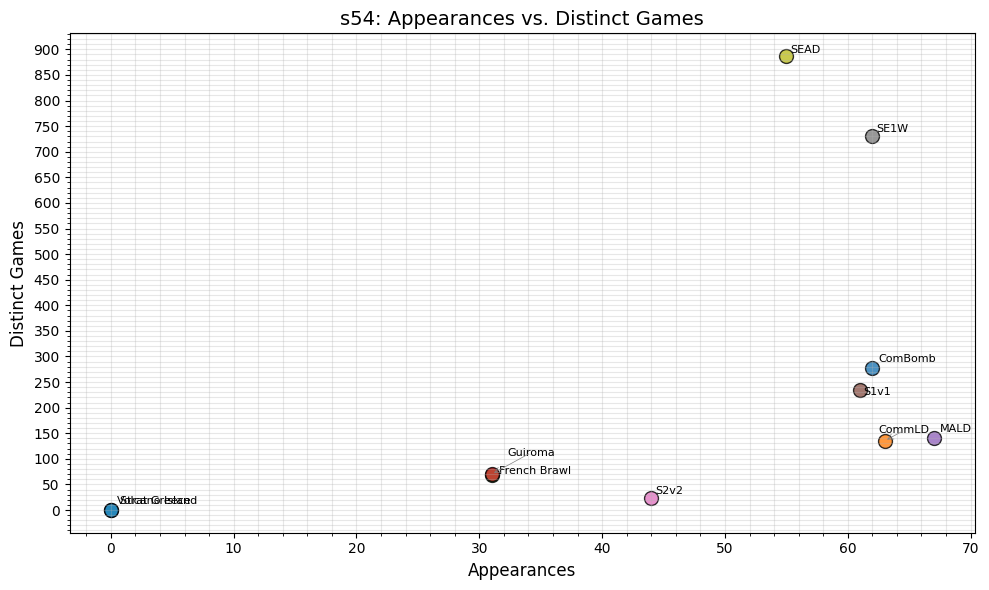 s54: Appearances vs. Distinct Games
Distinct Games
900
850
800
750
700
650
600
550
500
450
400
350
300
250
200
150
100
50
0
SEAD
SE1W
ComBomb
S1v1
CommLD
MALD
Guiroma
French Brawl
S2v2
0
10
20
30
40
50
60
70
Appearances